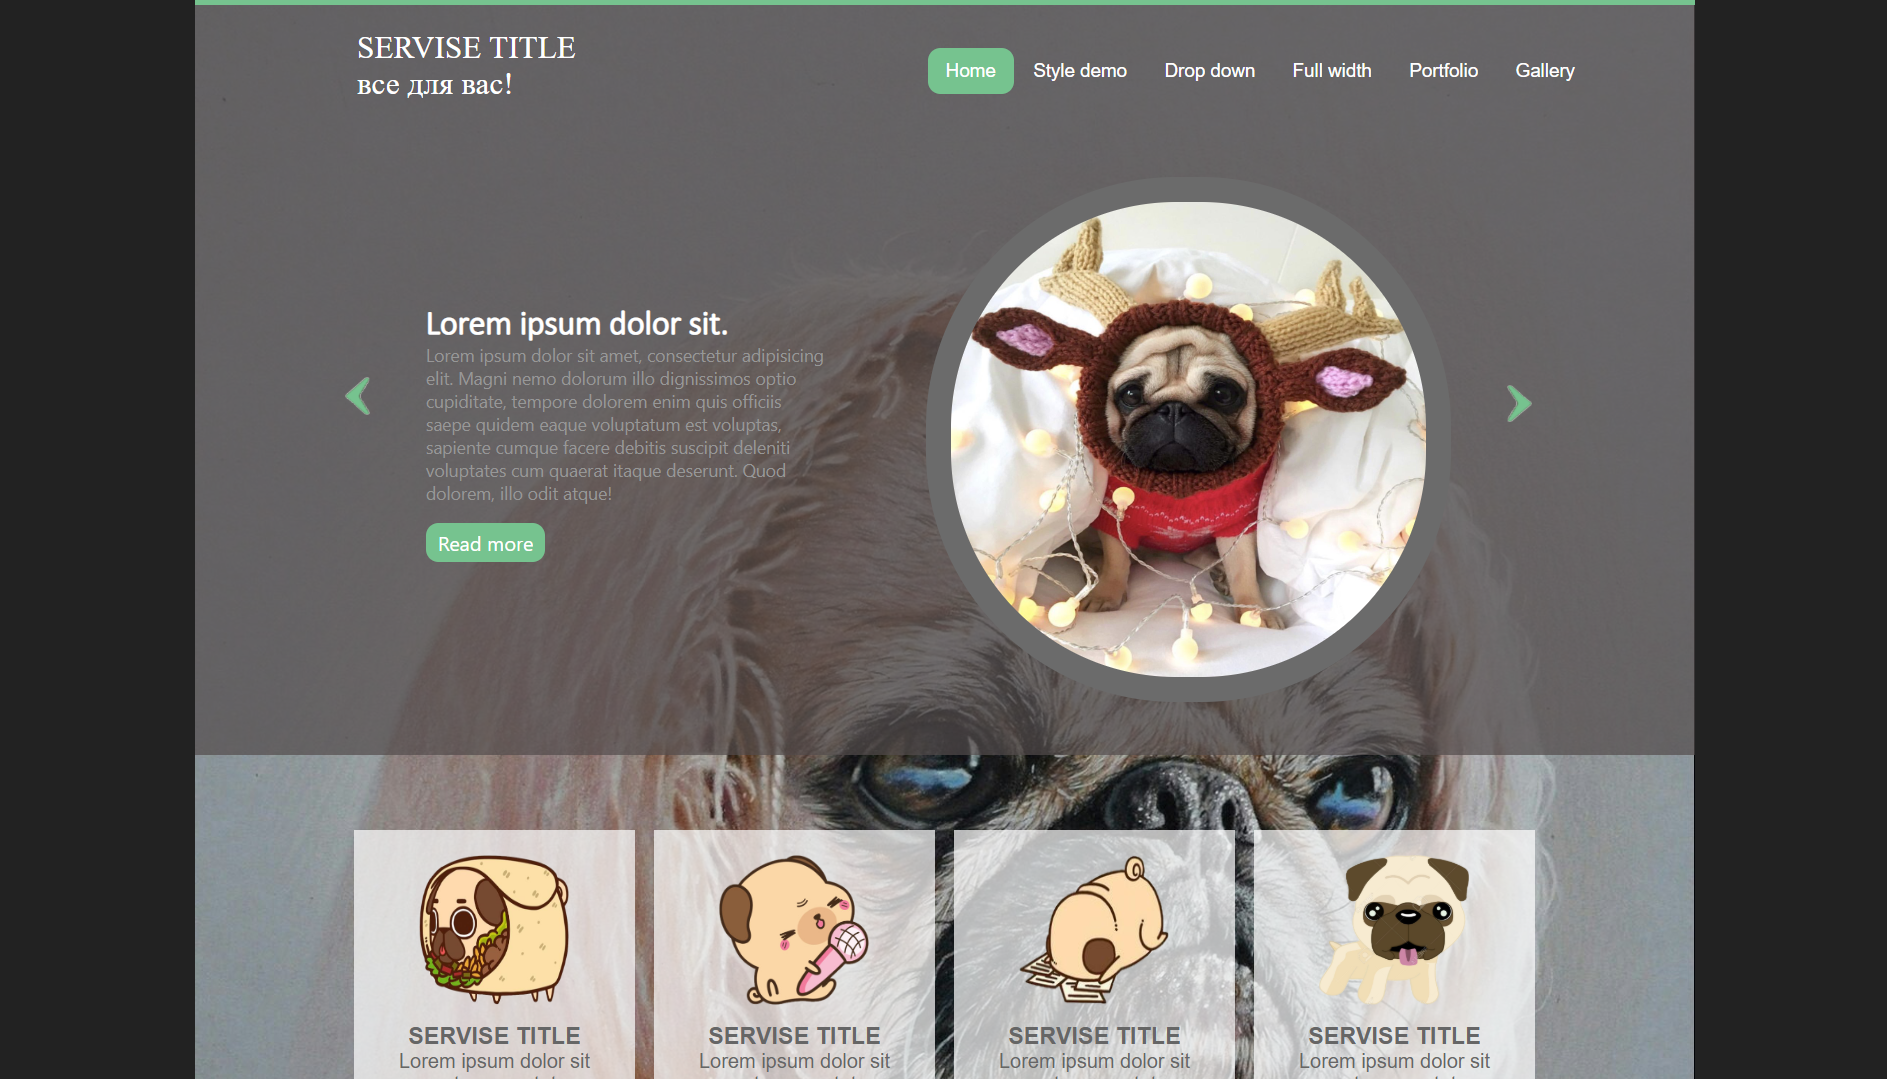 SERVISE TITLE
все для вас!
Home Style demo Drop down Full width Portfolio Gallery
Lorem ipsum dolor sit.
Lorem ipsum dolor sit amet, consectetur adipisicing
elit. Magni nemo dolorum illo dignissimos optio
cupiditate, tempore dolorem enim quis officiis
saepe quidem eaque voluptatum est voluptas,
sapiente cumque facere debitis suscipit deleniti
voluptates cum quaerat itaque deserunt. Quod
dolorem, illo odit atque!
Read more
SERVISE TITLE
Lorem ipsum dolor sit
SERVISE TITLE
Lorem ipsum dolor sit
SERVISE TITLE
Lorem ipsum dolor sit
SERVISE TITLE
Lorem ipsum dolor sit